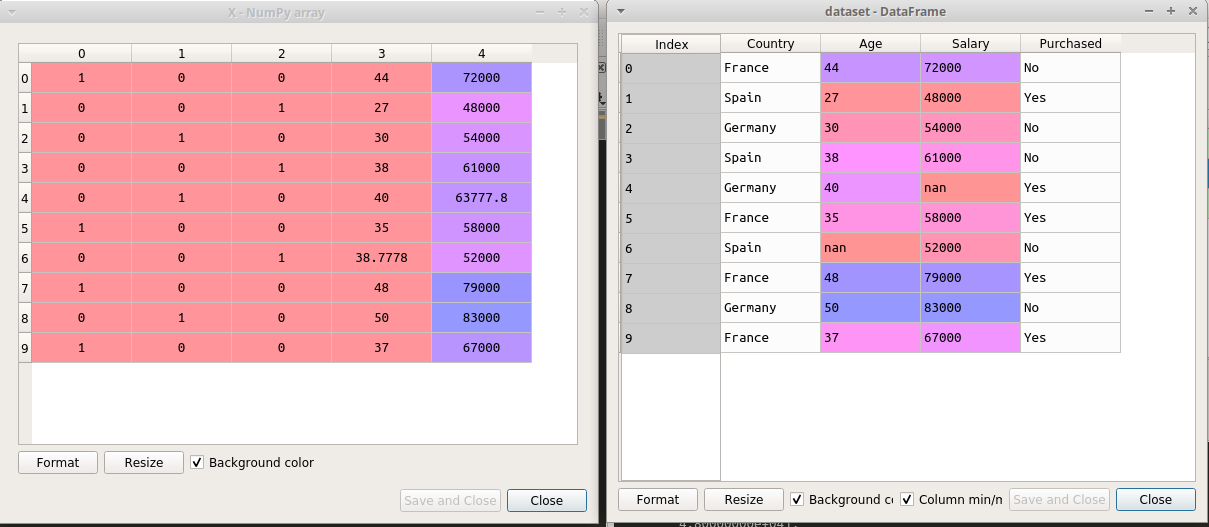 X - NumPy array
0 1 2 3 4
0 1 0 0 44 72000
1 0 0 1 27 48000
2 0 1 0 30 54000
3 0 0 1 38 61000
4 0 1 0 40 63777.8
5 1 0 0 35 58000
6 0 0 1 38.7778 52000
7 1 0 0 48 79000
8 0 1 0 50 83000
9 1 0 0 37 67000
Format Resize Background color
Save and Close Close
dataset - DataFrame
Index Country Age Salary Purchased
0 France 44 72000 No
1 Spain 27 48000 Yes
2 Germany 30 54000 No
3 Spain 38 61000 No
4 Germany 40 nan Yes
5 France 35 58000 Yes
6 Spain nan 52000 No
7 France 48 79000 Yes
8 Germany 50 83000 No
9 France 37 67000 Yes
Format Resize Background Column min/ Save and Close Close